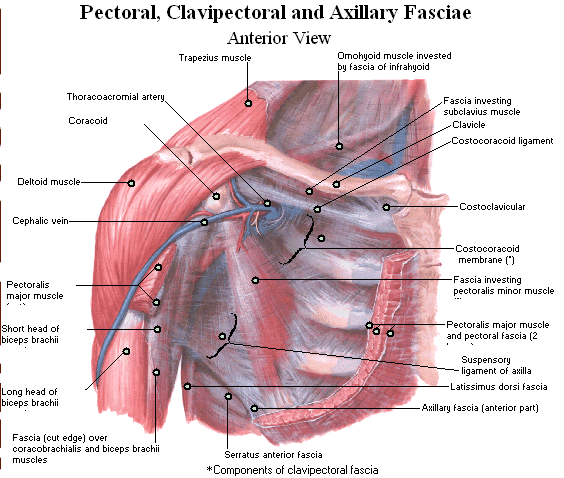 Pectoral, Clavipectoral and Axillary Fasciae
Anterior View
Trapezius muscle
Omohyoid muscle invested
by fascia of infrahyoid
Thoracoacromial artery
Coracoid
Fascia investing
subclavius muscle
Clavicle
Costocoracoid ligament
Deltoid muscle
Cephalic vein
Costoclavicular
Costocoracoid
membrane (*)
Pectoralis
major muscle
Fascia investing
pectoralis minor muscle
Short head of
biceps brachii
Pectoralis major muscle
and pectoral fascia (2
Suspensory
ligament of axilla
Long head of
biceps brachii
Latissimus dorsi fascia
Axillary fascia (anterior part)
Fascia (cut edge) over
coracobrachialis and biceps brachii
muscles
Serratus anterior fascia
*Components of clavipectoral fascia